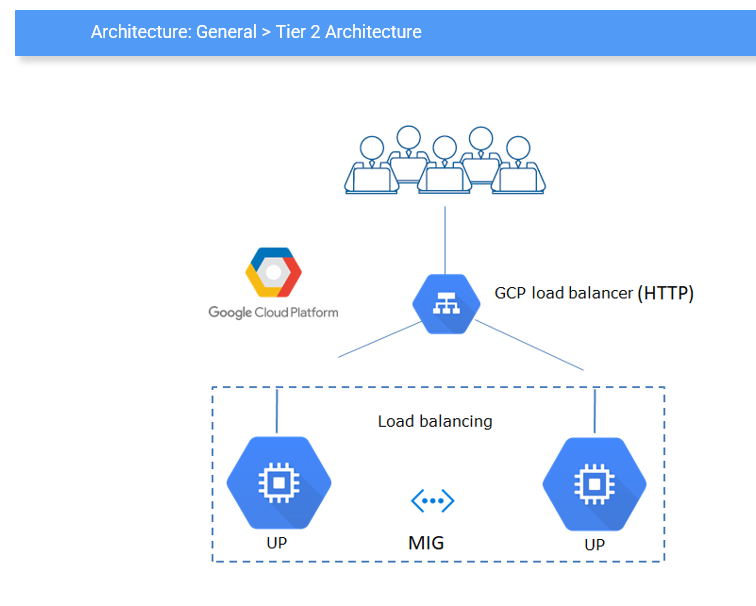 Architecture: General > Tier 2 Architecture
Google Cloud Platform
GCP load balancer (HTTP)
Load balancing
UP
MIG
UP